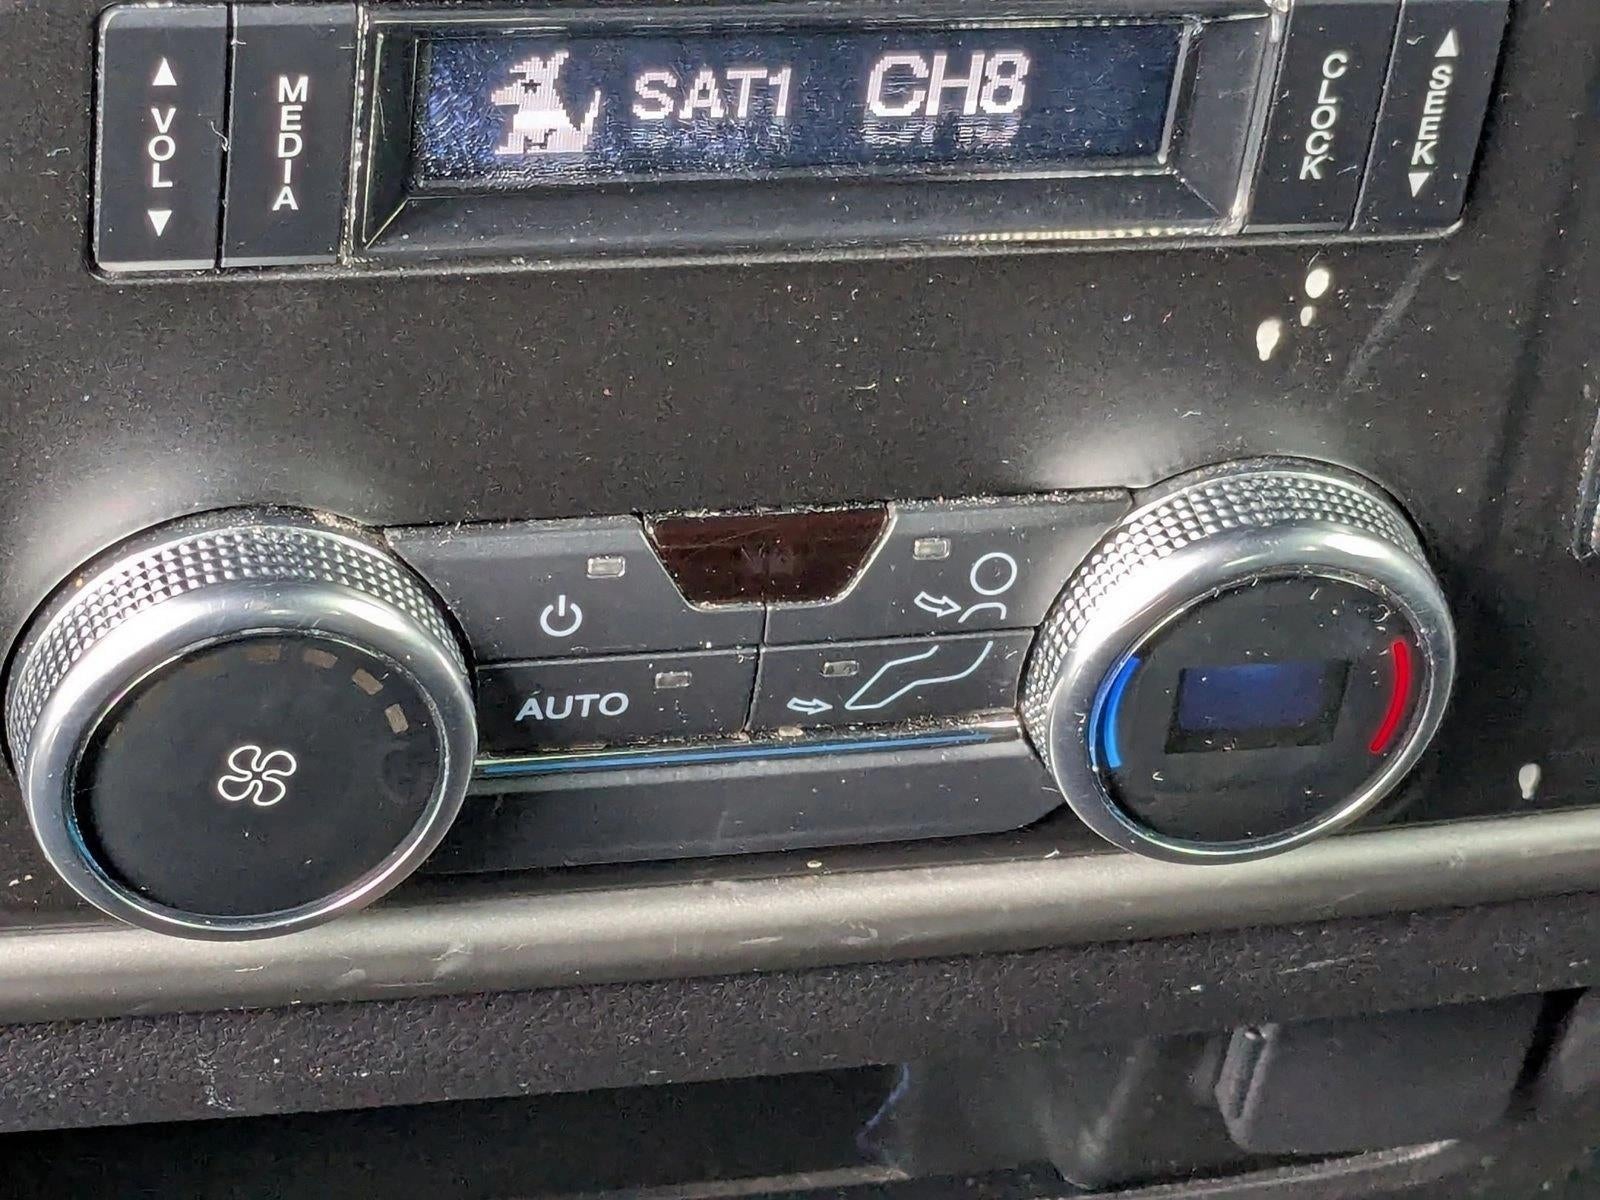 VOL
MEDIA
SAT1 CH8
CLOCK
SEEK
AUTO